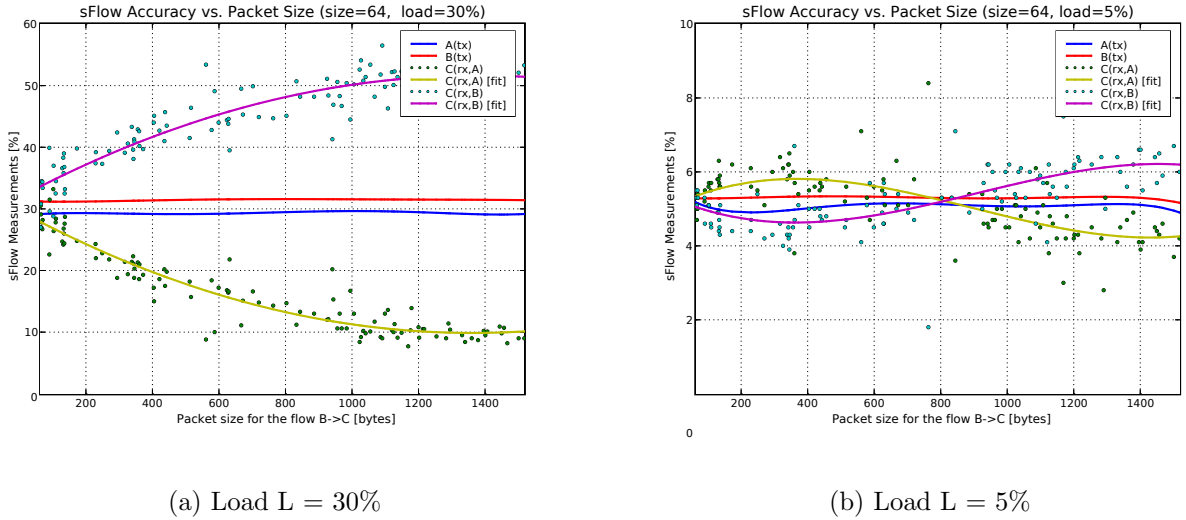 sFlow Accuracy vs. Packet Size (size=64, load=30%)
60
50
40
30
20
10
0
sFlow Measurements [%]
A(tx)
B(tx)
C(rx,A)
C(rx,A) [fit]
C(rx,B)
C(rx,B) [fit]
200 400 600 800 1000 1200 1400
Packet size for the flow B->C [bytes]
(a) Load L = 30%
sFlow Accuracy vs. Packet Size (size=64, load=5%)
10
8
6
4
2
0
sFlow Measurements [%]
A(tx)
B(tx)
C(rx,A)
C(rx,A) [fit]
C(rx,B)
C(rx,B) [fit]
200 400 600 800 1000 1200 1400
Packet size for the flow B->C [bytes]
(b) Load L = 5%